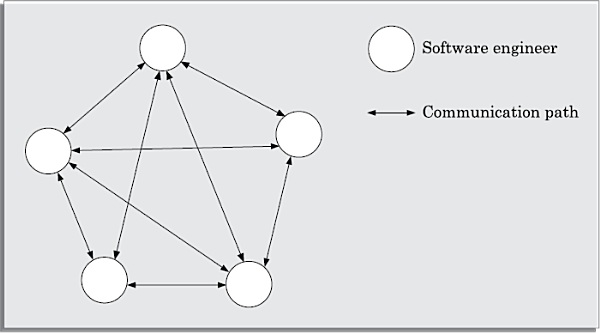 Software engineer
Communication path